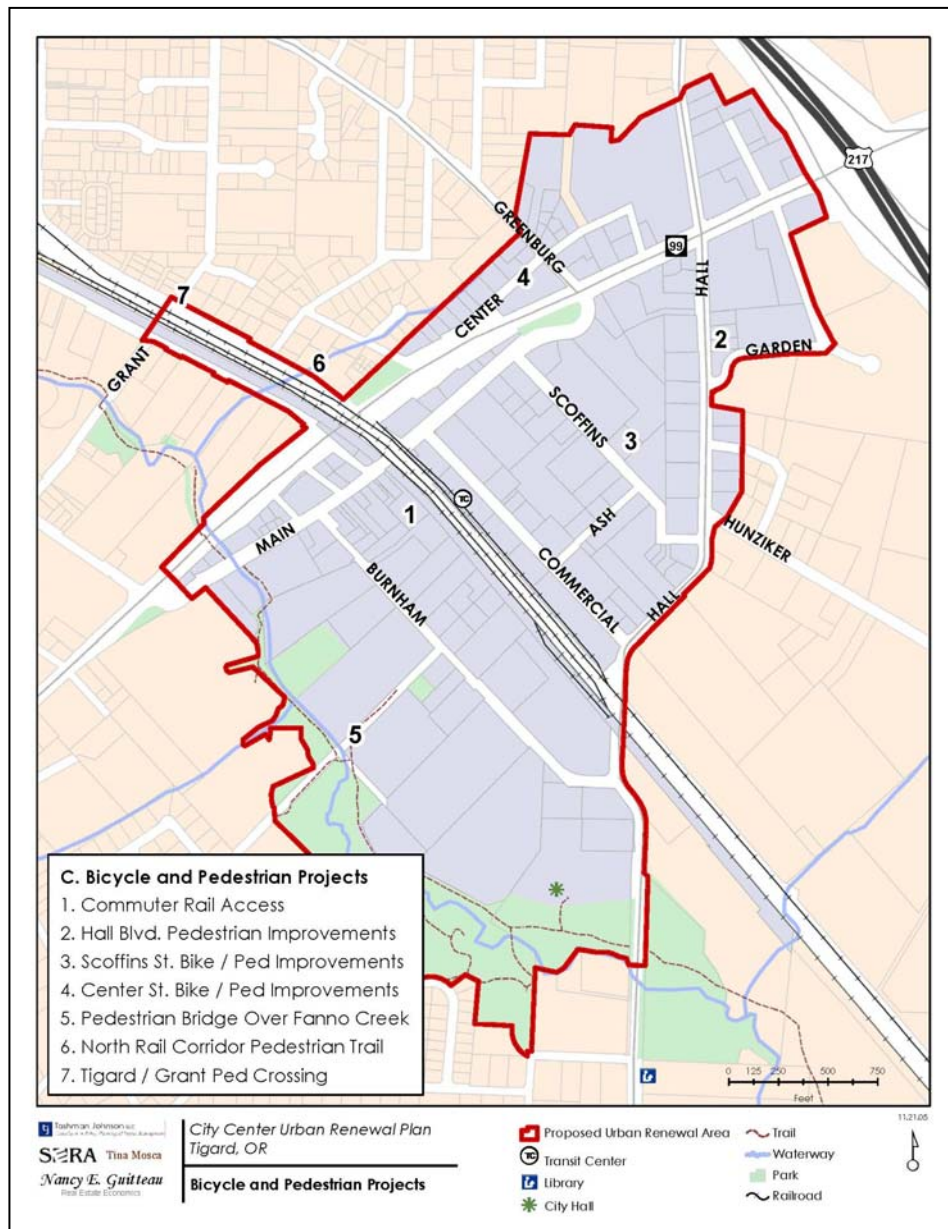 217
GREENBURG
99
4
HALL
7
CENTER
2
GARDEN
6
GRANT
SCOFFINS
3
TC
1
ASH
HUNZIKER
MAIN
COMMERCIAL
BURNHAM
HALL
5
C. Bicycle and Pedestrian Projects
1. Commuter Rail Access
2. Hall Blvd. Pedestrian Improvements
3. Scoffins St. Bike / Ped Improvements
4. Center St. Bike / Ped Improvements
5. Pedestrian Bridge Over Fanno Creek
6. North Rail Corridor Pedestrian Trail
7. Tigard / Grant Ped Crossing
0 125 250 500 750
Feet
11.21.05
Tashman Johnson LLC
SERA Tina Mosca
Nancy E. Guitteau
Real Estate Economics
City Center Urban Renewal Plan
Tigard, OR
Bicycle and Pedestrian Projects
Proposed Urban Renewal Area
TC Transit Center
Library
City Hall
Trail
Waterway
Park
Railroad